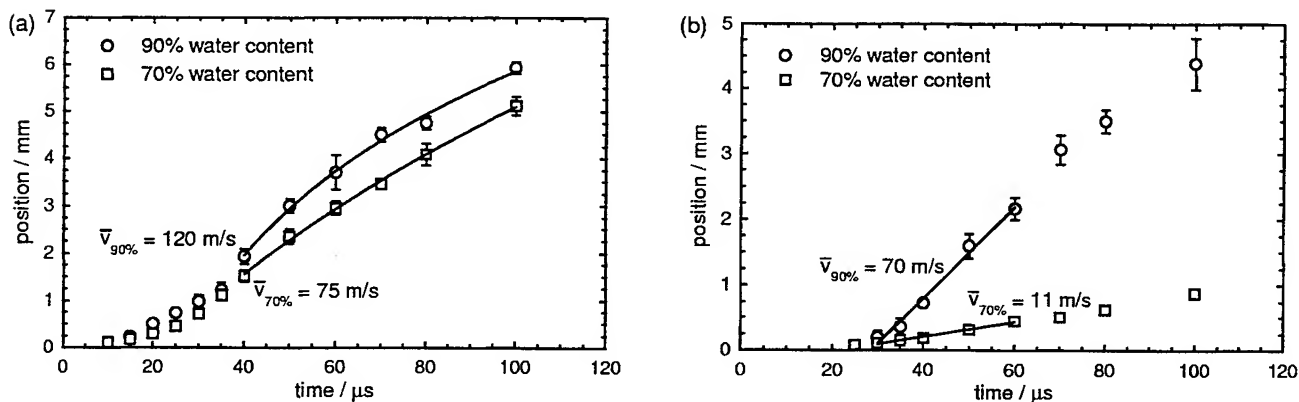 (a)
7
6
5
4
3
2
1
0
position / mm
90% water content
70% water content
v̄90% = 120 m/s
v̄70% = 75 m/s
0 20 40 60 80 100 120
time / μs
(b)
5
4
3
2
1
0
position / mm
90% water content
70% water content
v̄90% = 70 m/s
v̄70% = 11 m/s
0 20 40 60 80 100 120
time / μs